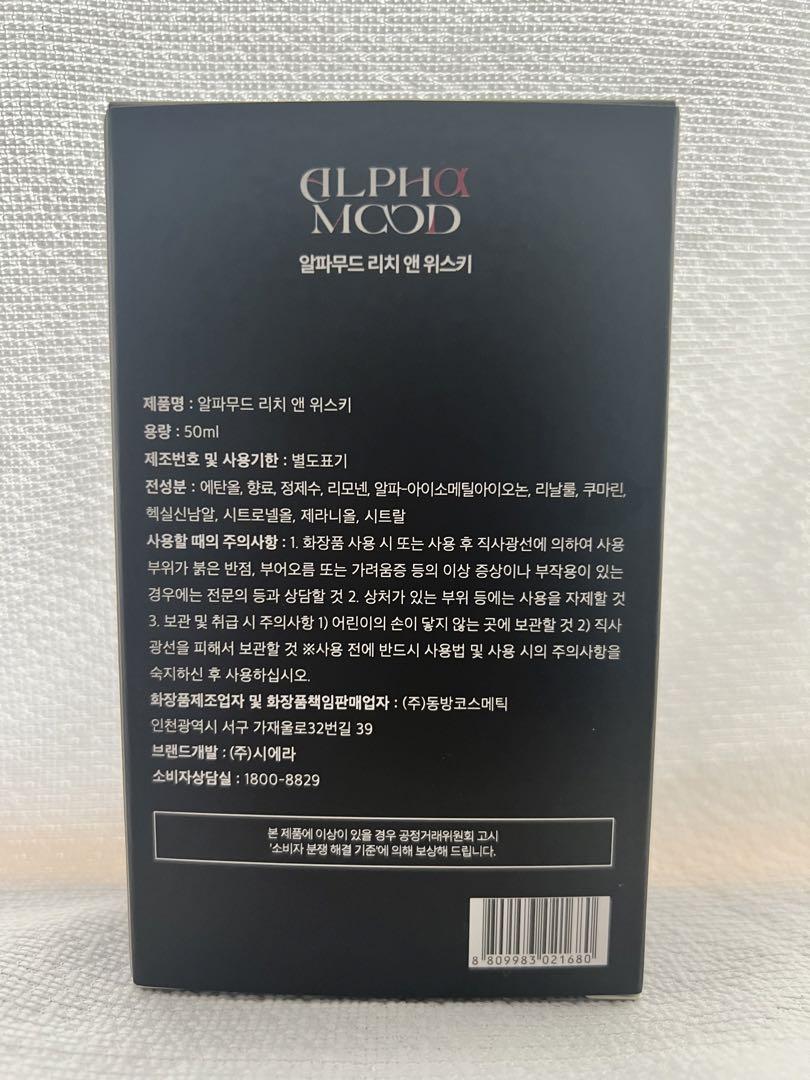 ALPHα
MOOD
알파무드 리치 앤 위스키
제품명 : 알파무드 리치 앤 위스키
용량 : 50ml
제조번호 및 사용기한 : 별도표기
전성분 : 에탄올, 향료, 정제수, 리모넨, 알파-아이소메틸아이오논, 리날룰, 쿠마린,
헥실신남알, 시트로넬올, 제라니올, 시트랄
사용할 때의 주의사항 : 1. 화장품 사용 시 또는 사용 후 직사광선에 의하여 사용
부위가 붉은 반점, 부어오름 또는 가려움증 등의 이상 증상이나 부작용이 있는
경우에는 전문의 등과 상담할 것 2. 상처가 있는 부위 등에는 사용을 자제할 것
3. 보관 및 취급 시 주의사항 1) 어린이의 손이 닿지 않는 곳에 보관할 것 2) 직사
광선을 피해서 보관할 것 ※사용 전에 반드시 사용법 및 사용 시의 주의사항을
숙지하신 후 사용하십시오.
화장품제조업자 및 화장품책임판매업자 : (주)동방코스메틱
인천광역시 서구 가재울로32번길 39
브랜드개발 : (주)시에라
소비자상담실 : 1800-8829
본 제품에 이상이 있을 경우 공정거래위원회 고시
'소비자 분쟁 해결 기준'에 의해 보상해 드립니다.
8 809983 021680